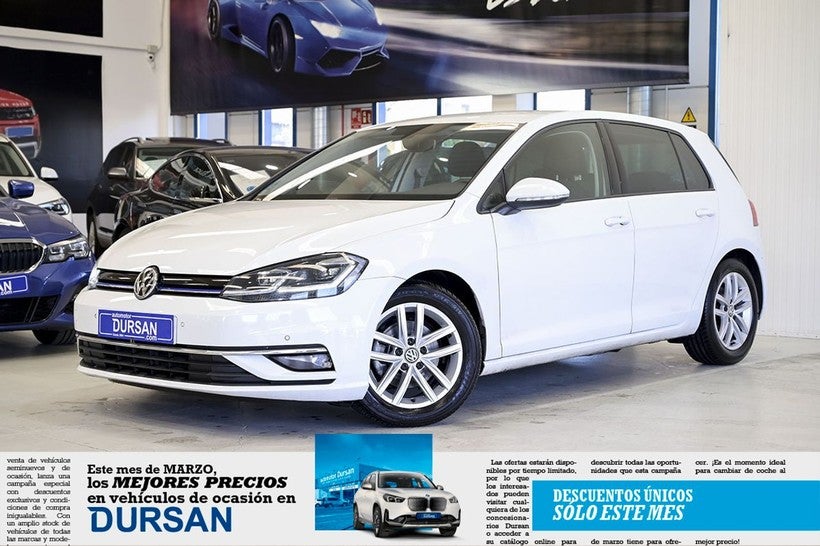 automotor
DURSAN
.com
.com
venta de vehículos
seminuevos y de
ocasión, lanza una
campaña especial
con descuentos
exclusivos y condi-
ciones de compra
inigualables. Con
un amplio stock de
vehículos de todas
las marcas y mode-
Este mes de MARZO,
los MEJORES PRECIOS
en vehículos de ocasión en
DURSAN
automotor Dursan
Las ofertas estarán dispo-
nibles por tiempo limitado,
por lo que
los intere-
sados pueden
visitar cual-
quiera de los
concesiona-
rios Dursan
o acceder a
su catálogo online para
descubrir todas las oportu-
nidades que esta campaña
cer. ¡Es el momento ideal
para cambiar de coche al
DESCUENTOS ÚNICOS
SÓLO ESTE MES
de marzo tiene para ofre-
mejor precio!